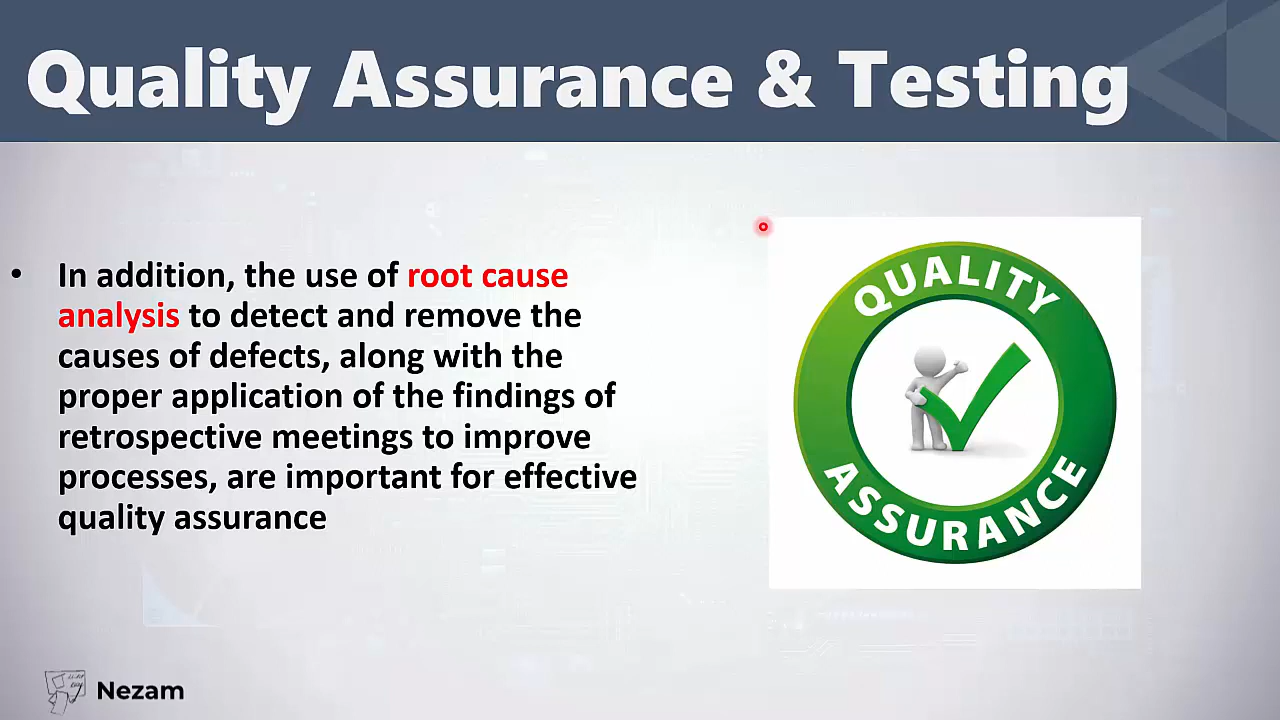 Quality Assurance & Testing
• In addition, the use of root cause
analysis to detect and remove the
causes of defects, along with the
proper application of the findings of
retrospective meetings to improve
processes, are important for effective
quality assurance
QUALITY
ASSURANCE
Nezam